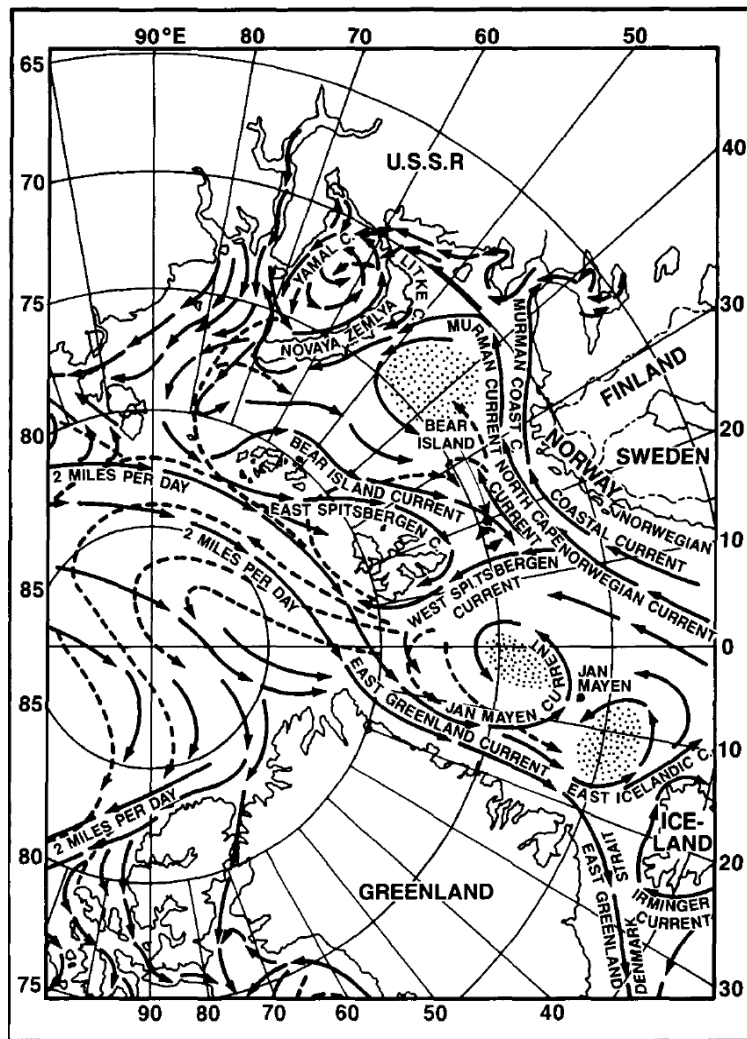 90°E 80 70 60 50
65
U.S.S.R
40
70
YAMAL C.
LITKE C.
75
NOVAYA ZEMLYA
MURMAN CURRENT
MURMAN COAST C.
30
FINLAND
BEAR ISLAND
20
80
NORWAY
SWEDEN
BEAR ISLAND CURRENT
2 MILES PER DAY
EAST SPITSBERGEN C.
NORTH CAPE CURRENT
NORWEGIAN COASTAL CURRENT
10
2 MILES PER DAY
85
WEST SPITSBERGEN CURRENT
NORWEGIAN CURRENT
0
JAN MAYEN
85
EAST GREENLAND CURRENT
JAN MAYEN CURRENT
10
EAST ICELANDIC C.
2 MILES PER DAY
ICE-
LAND
80
20
GREENLAND
DENMARK STRAIT
EAST GREENLAND
IRMINGER CURRENT
75
30
90 80 70 60 50 40